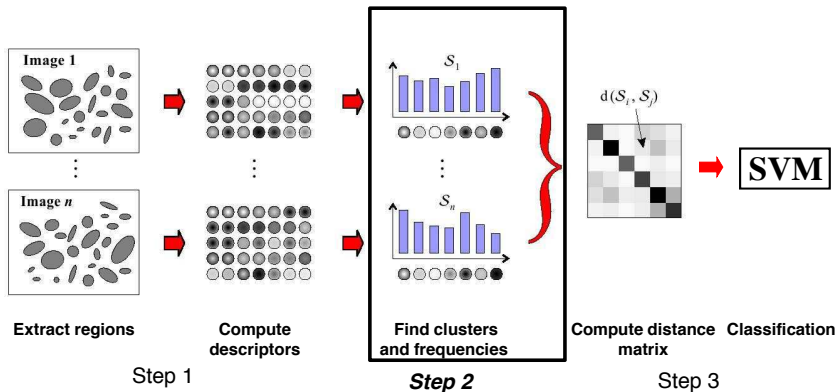 Image 1
Image n
S1
Sn
d(Si, Sj)
SVM
Extract regions
Compute
descriptors
Find clusters
and frequencies
Compute distance
matrix
Classification
Step 1
Step 2
Step 3